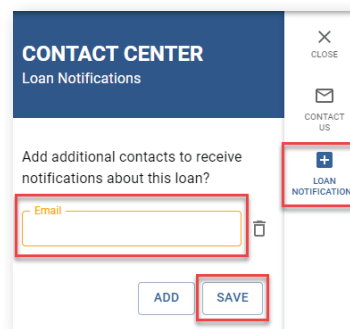 CONTACT CENTER
Loan Notifications
Add additional contacts to receive
notifications about this loan?
Email
ADD
SAVE
CLOSE
CONTACT
US
LOAN
NOTIFICATION